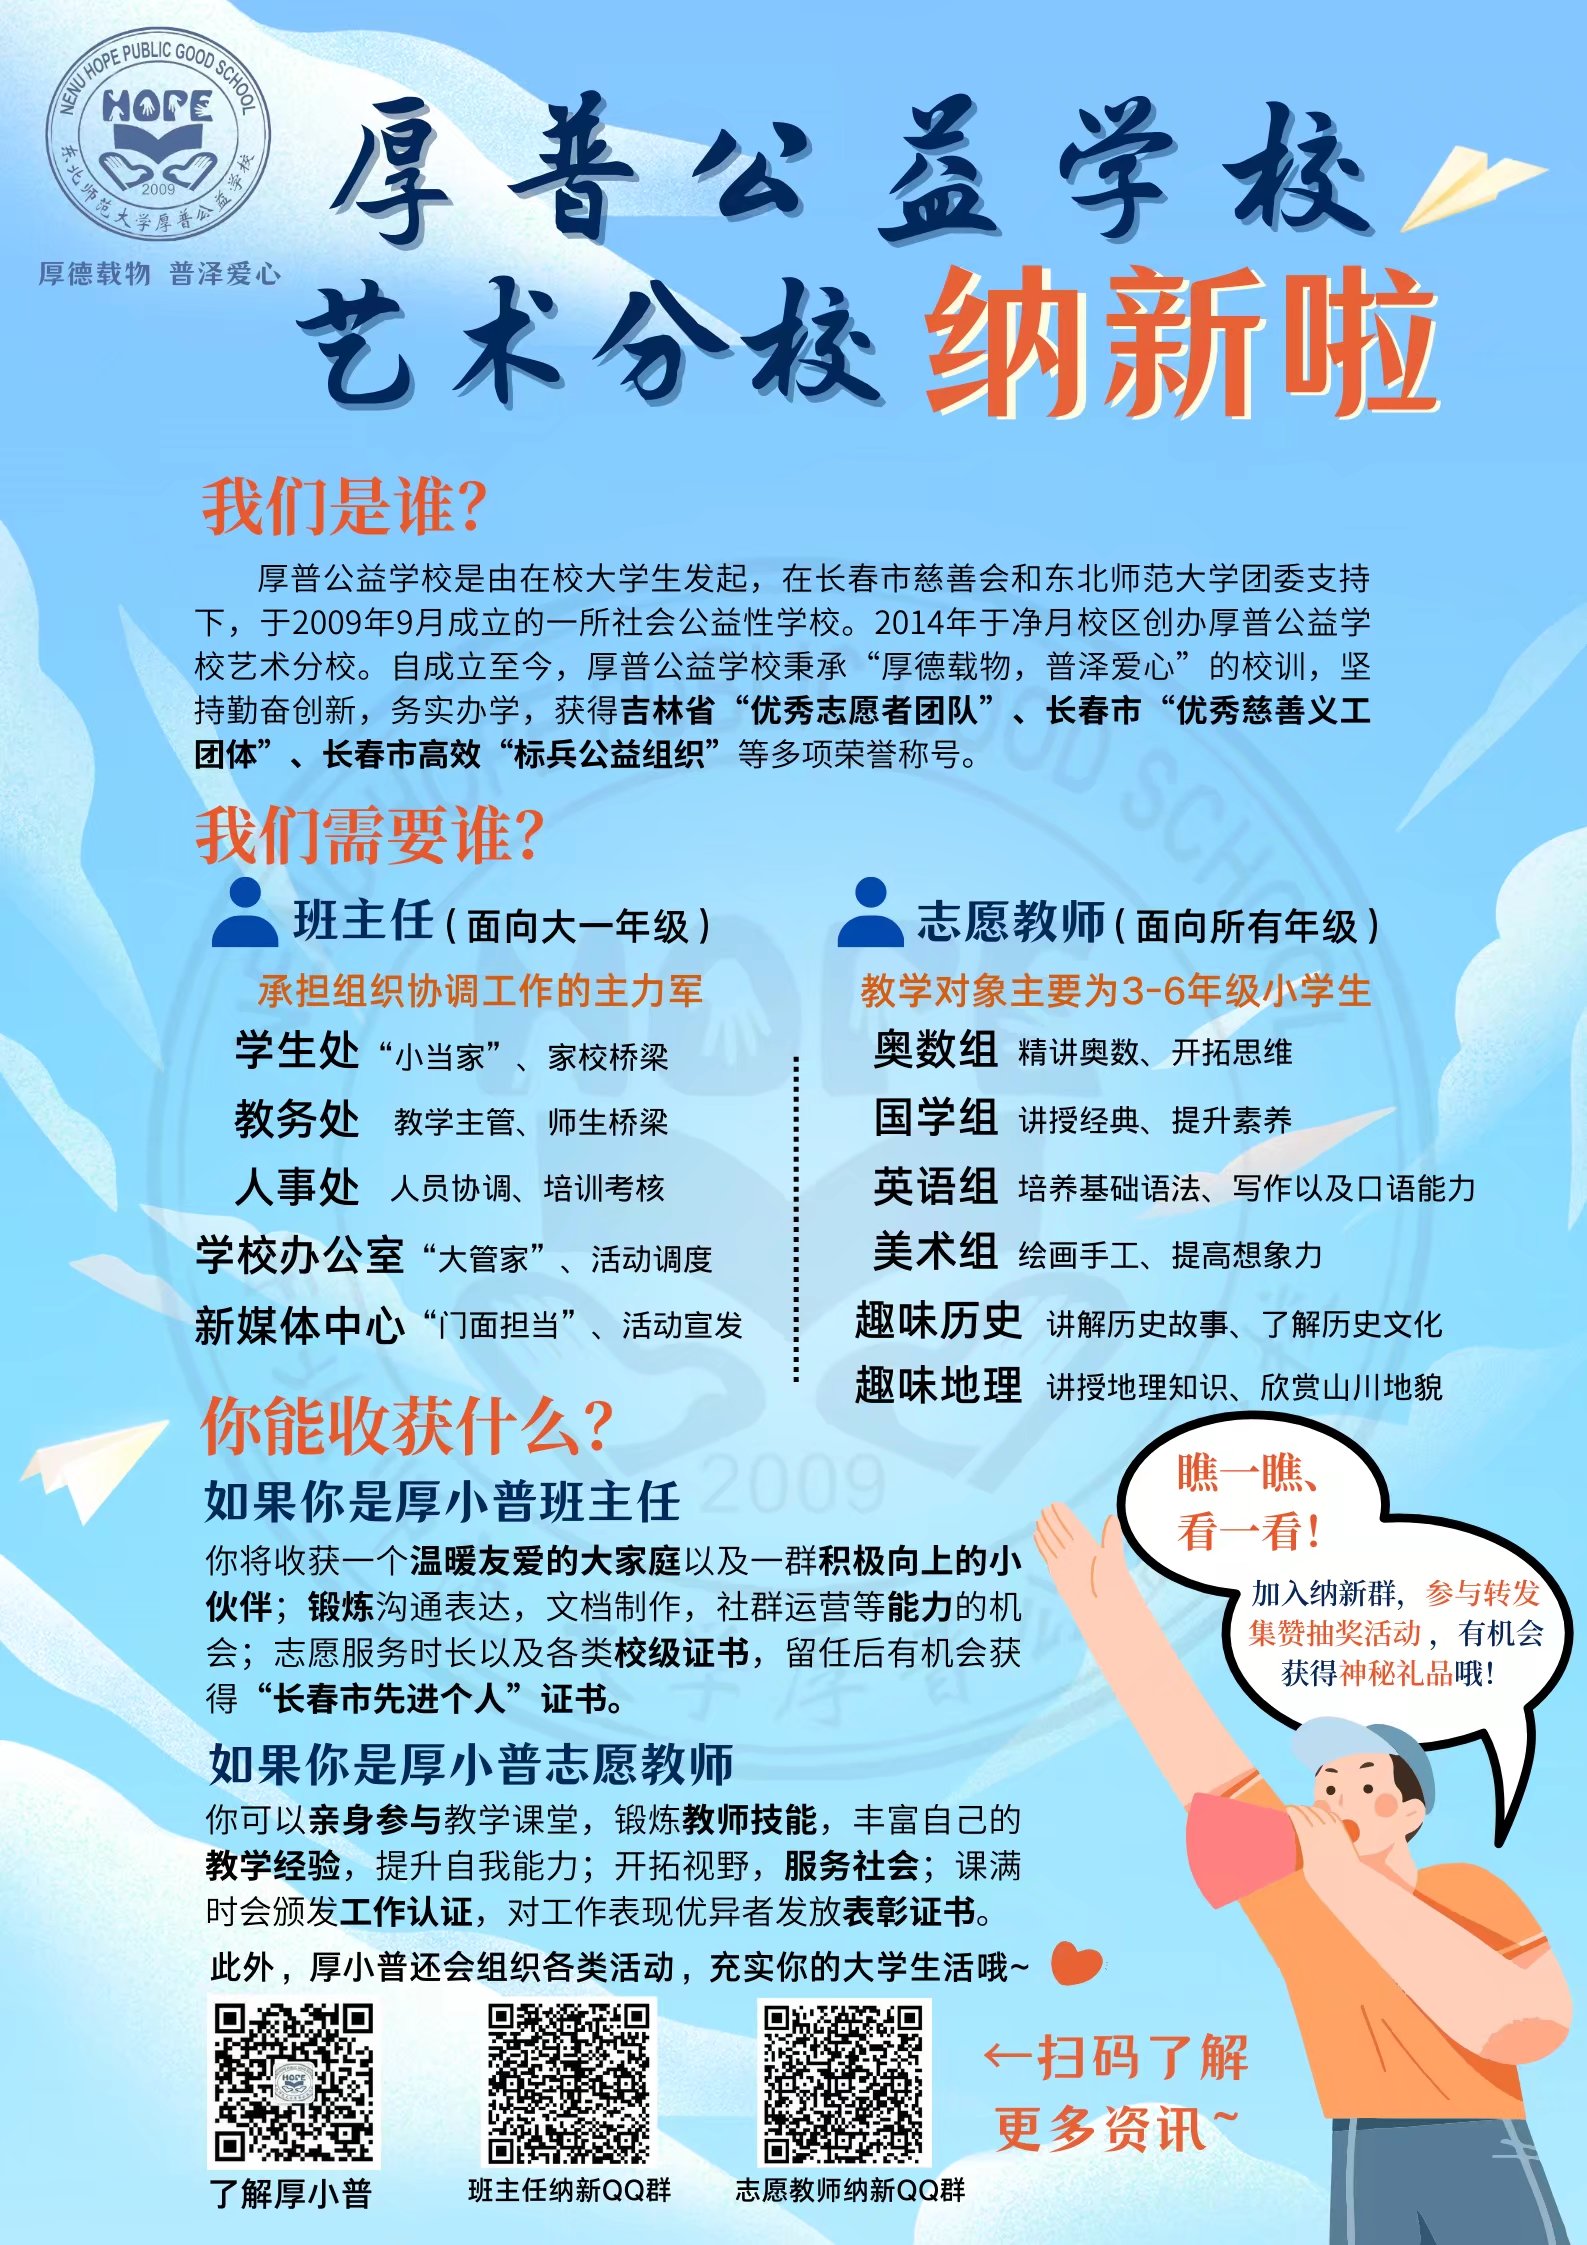 NENU HOPE PUBLIC GOOD SCHOOL
HOPE
2009
东北师范大学厚普公益学校
厚德载物 普泽爱心
厚普公益学校
艺术分校 纳新啦
我们是谁？
厚普公益学校是由在校大学生发起，在长春市慈善会和东北师范大学团委支持
下，于2009年9月成立的一所社会公益性学校。2014年于净月校区创办厚普公益学
校艺术分校。自成立至今，厚普公益学校秉承“厚德载物，普泽爱心”的校训，坚
持勤奋创新，务实办学，获得吉林省“优秀志愿者团队”、长春市“优秀慈善义工
团体”、长春市高效“标兵公益组织”等多项荣誉称号。
我们需要谁？
班主任（面向大一年级）
承担组织协调工作的主力军
学生处 “小当家”、家校桥梁
教务处 教学主管、师生桥梁
人事处 人员协调、培训考核
学校办公室 “大管家”、活动调度
新媒体中心 “门面担当”、活动宣发
志愿教师（面向所有年级）
教学对象主要为3-6年级小学生
奥数组 精讲奥数、开拓思维
国学组 讲授经典、提升素养
英语组 培养基础语法、写作以及口语能力
美术组 绘画手工、提高想象力
趣味历史 讲解历史故事、了解历史文化
趣味地理 讲授地理知识、欣赏山川地貌
你能收获什么？
如果你是厚小普班主任
你将收获一个温暖友爱的大家庭以及一群积极向上的小
伙伴；锻炼沟通表达，文档制作，社群运营等能力的机
会；志愿服务时长以及各类校级证书，留任后有机会获
得“长春市先进个人”证书。
如果你是厚小普志愿教师
你可以亲身参与教学课堂，锻炼教师技能，丰富自己的
教学经验，提升自我能力；开拓视野，服务社会；课满
时会颁发工作认证，对工作表现优异者发放表彰证书。
此外，厚小普还会组织各类活动，充实你的大学生活哦~
瞧一瞧、
看一看！
加入纳新群，参与转发
集赞抽奖活动，有机会
获得神秘礼品哦！
HOPE
了解厚小普
班主任纳新QQ群
志愿教师纳新QQ群
←扫码了解
更多资讯~